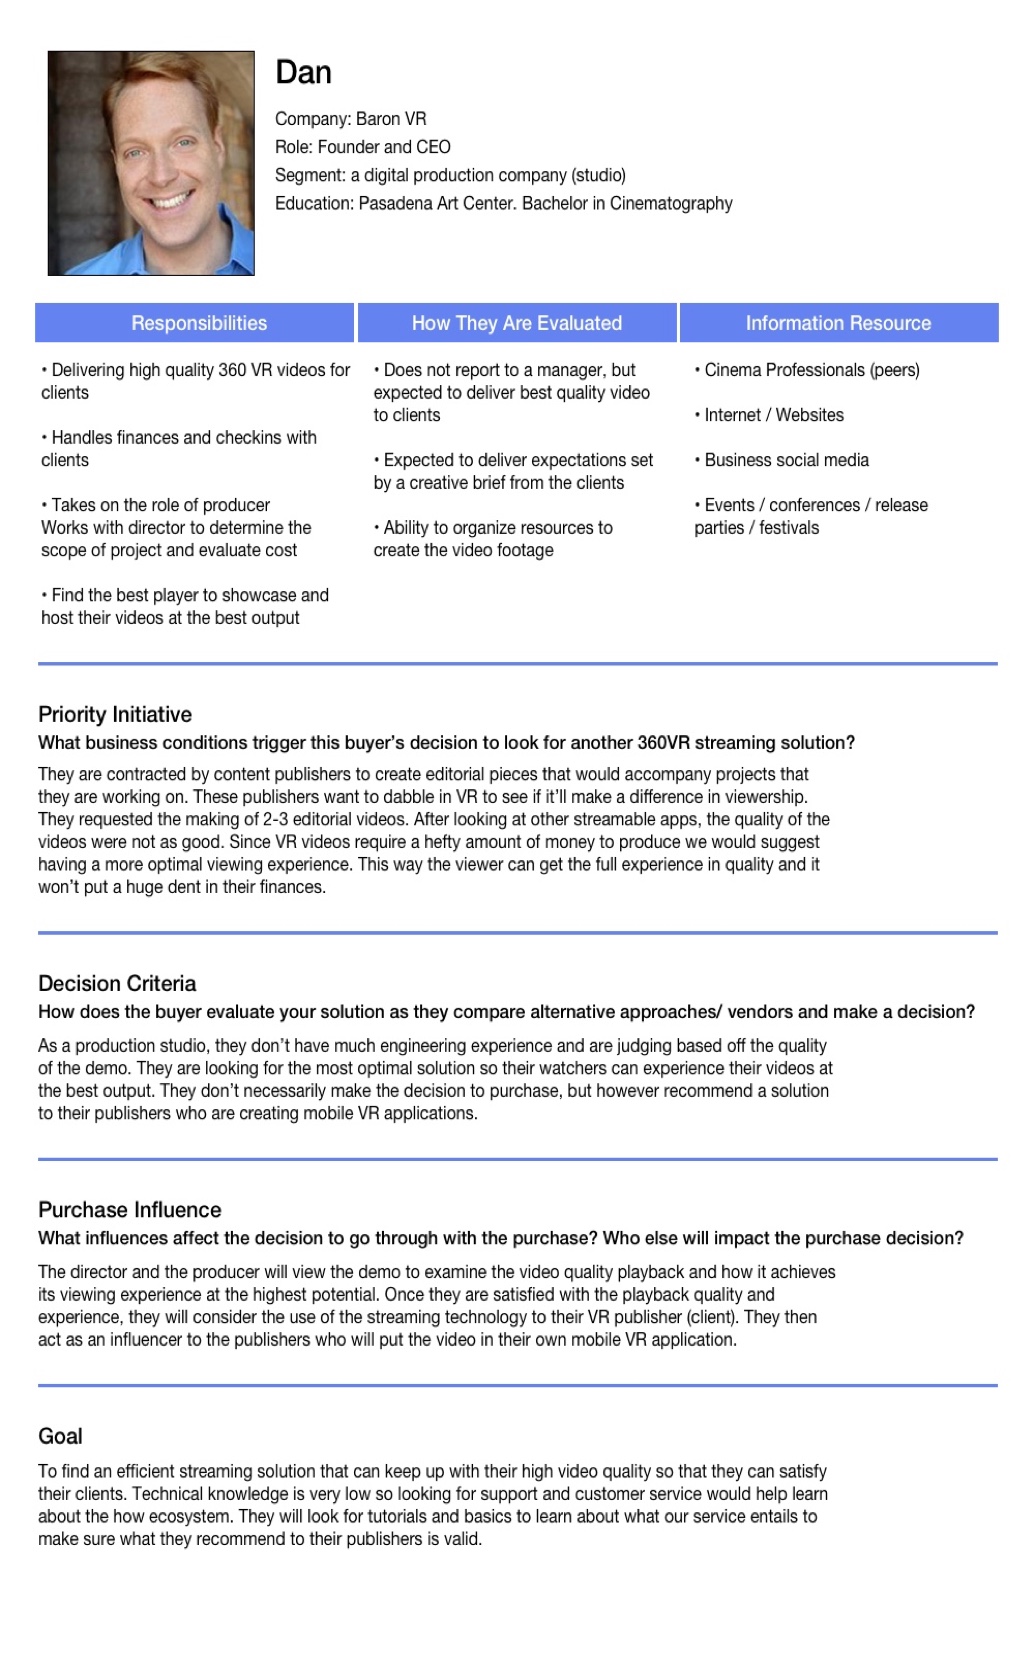 Dan
Company: Baron VR
Role: Founder and CEO
Segment: a digital production company (studio)
Education: Pasadena Art Center. Bachelor in Cinematography
Responsibilities
• Delivering high quality 360 VR videos for
clients
• Handles finances and checkins with
clients
• Takes on the role of producer
Works with director to determine the
scope of project and evaluate cost
• Find the best player to showcase and
host their videos at the best output
How They Are Evaluated
• Does not report to a manager, but
expected to deliver best quality video
to clients
• Expected to deliver expectations set
by a creative brief from the clients
• Ability to organize resources to
create the video footage
Information Resource
• Cinema Professionals (peers)
• Internet / Websites
• Business social media
• Events / conferences / release
parties / festivals
Priority Initiative
What business conditions trigger this buyer’s decision to look for another 360VR streaming solution?
They are contracted by content publishers to create editorial pieces that would accompany projects that
they are working on. These publishers want to dabble in VR to see if it’ll make a difference in viewership.
They requested the making of 2-3 editorial videos. After looking at other streamable apps, the quality of the
videos were not as good. Since VR videos require a hefty amount of money to produce we would suggest
having a more optimal viewing experience. This way the viewer can get the full experience in quality and it
won’t put a huge dent in their finances.
Decision Criteria
How does the buyer evaluate your solution as they compare alternative approaches/ vendors and make a decision?
As a production studio, they don’t have much engineering experience and are judging based off the quality
of the demo. They are looking for the most optimal solution so their watchers can experience their videos at
the best output. They don’t necessarily make the decision to purchase, but however recommend a solution
to their publishers who are creating mobile VR applications.
Purchase Influence
What influences affect the decision to go through with the purchase? Who else will impact the purchase decision?
The director and the producer will view the demo to examine the video quality playback and how it achieves
its viewing experience at the highest potential. Once they are satisfied with the playback quality and
experience, they will consider the use of the streaming technology to their VR publisher (client). They then
act as an influencer to the publishers who will put the video in their own mobile VR application.
Goal
To find an efficient streaming solution that can keep up with their high video quality so that they can satisfy
their clients. Technical knowledge is very low so looking for support and customer service would help learn
about the how ecosystem. They will look for tutorials and basics to learn about what our service entails to
make sure what they recommend to their publishers is valid.